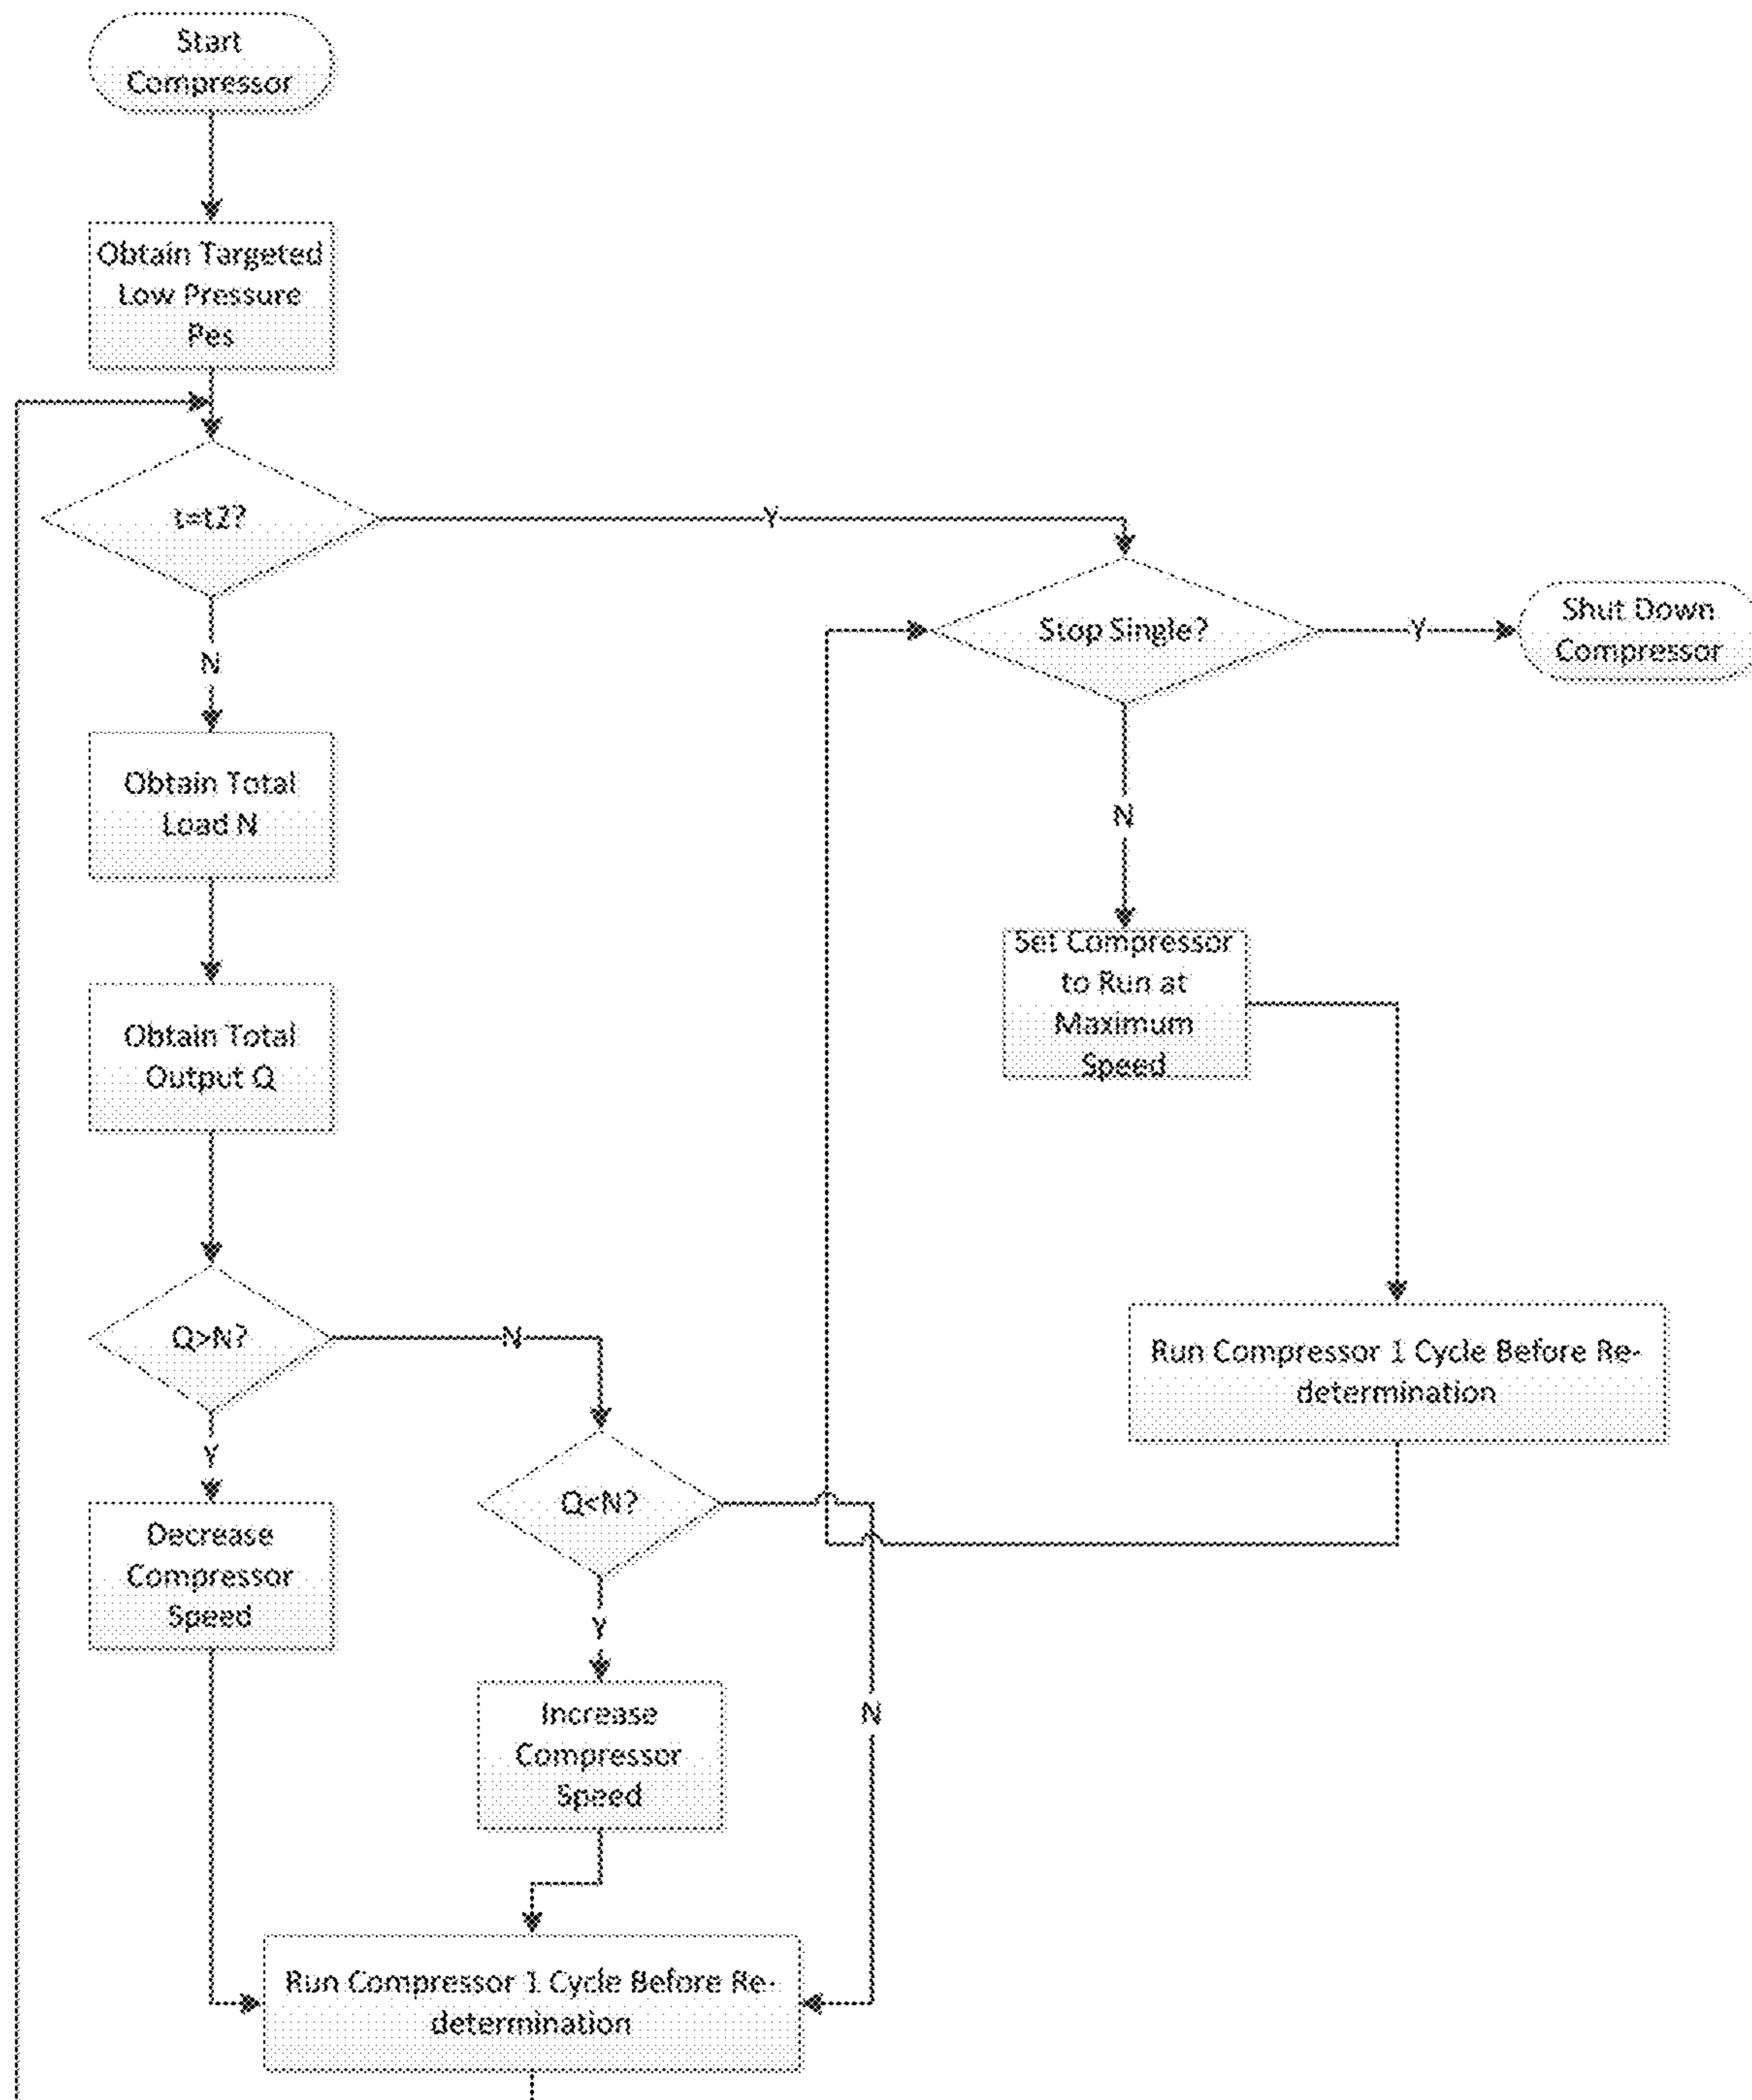 Start
Compressor
Obtain Targeted
Low Pressure
Pes
t=t2?
Y
N
Stop Single?
Y
Shut Down
Compressor
N
Obtain Total
Load N
Obtain Total
Output Q
Set Compressor
to Run at
Maximum
Speed
Q>N?
N
Y
Run Compressor 1 Cycle Before Re-
determination
Q<N?
Y
N
Decrease
Compressor
Speed
Increase
Compressor
Speed
Run Compressor 1 Cycle Before Re-
determination